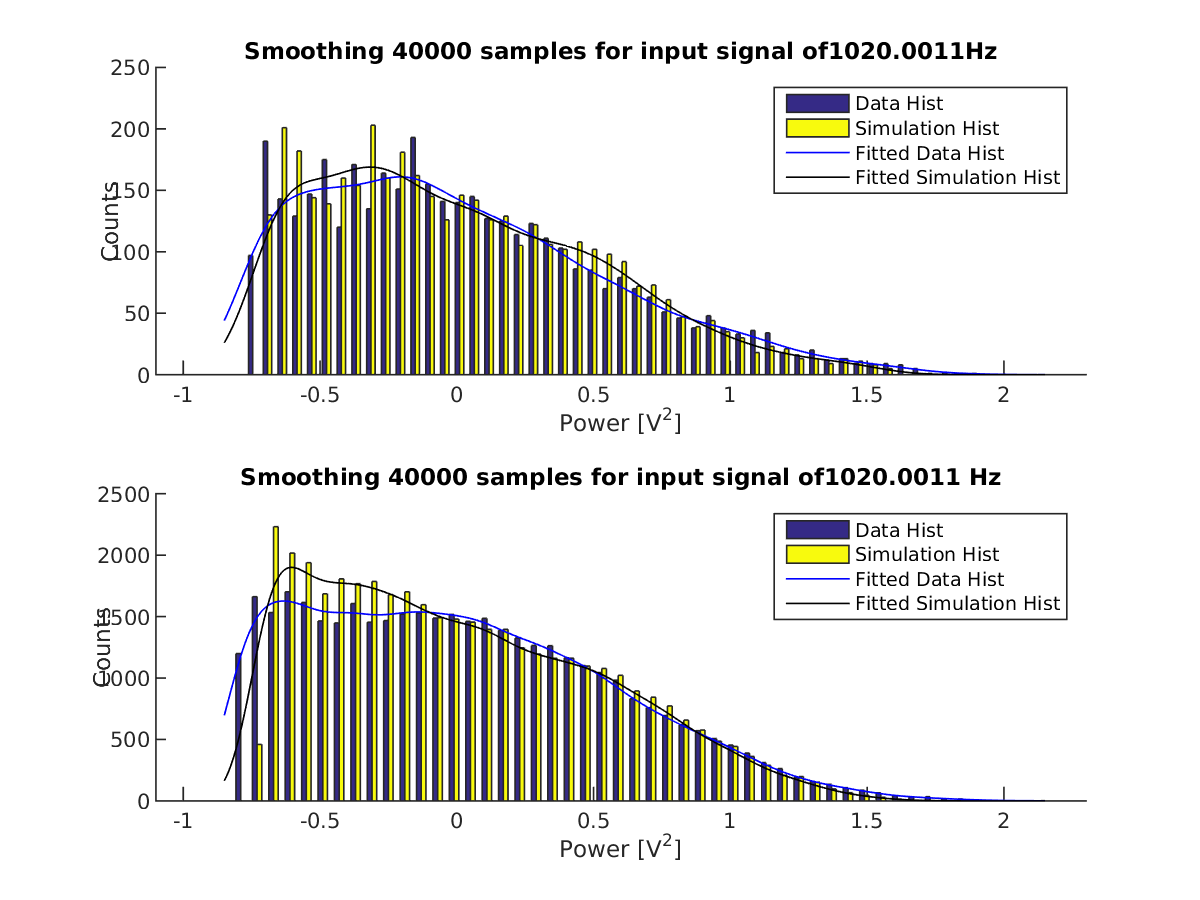 Smoothing 40000 samples for input signal of1020.0011Hz
250
200
150
100
50
0
Counts
-1 -0.5 0 0.5 1 1.5 2
Power [V²]
Data Hist
Simulation Hist
Fitted Data Hist
Fitted Simulation Hist
Smoothing 40000 samples for input signal of1020.0011 Hz
2500
2000
1500
1000
500
0
Counts
-1 -0.5 0 0.5 1 1.5 2
Power [V²]
Data Hist
Simulation Hist
Fitted Data Hist
Fitted Simulation Hist